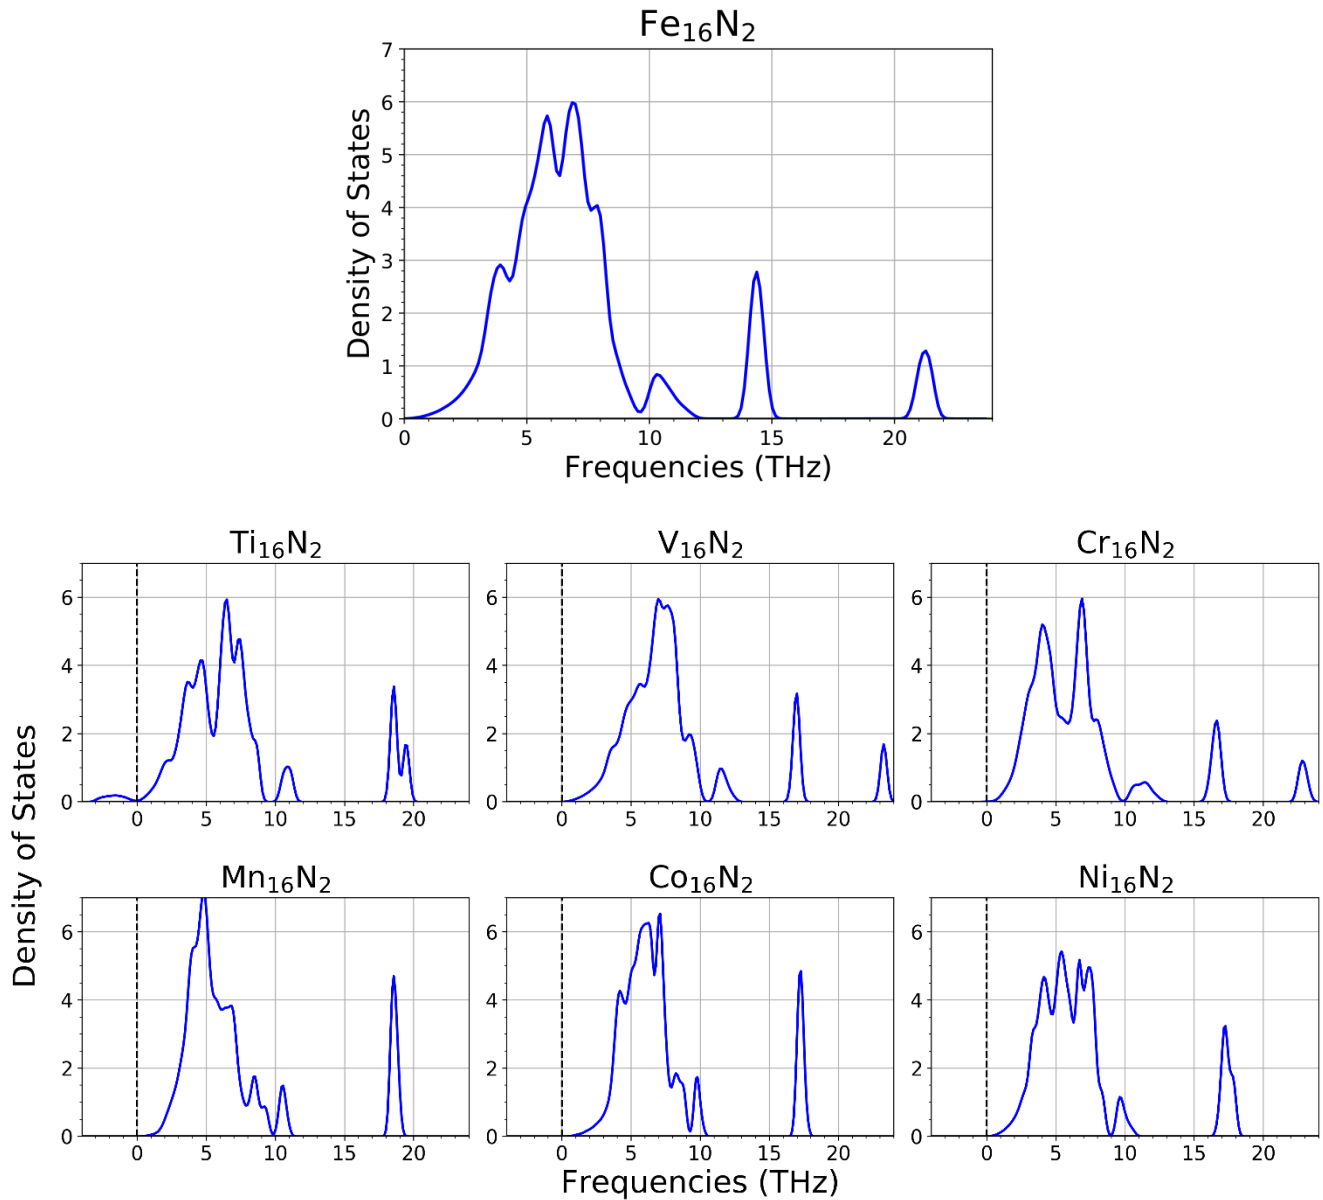 Fe₁₆N₂
7
6
5
4
3
2
1
0
Density of States
0 5 10 15 20
Frequencies (THz)
Ti₁₆N₂ V₁₆N₂ Cr₁₆N₂
6 6 6
4 4 4
2 2 2
0 0 0
0 5 10 15 20 0 5 10 15 20 0 5 10 15 20
Density of States
Mn₁₆N₂ Co₁₆N₂ Ni₁₆N₂
6 6 6
4 4 4
2 2 2
0 0 0
0 5 10 15 20 0 5 10 15 20 0 5 10 15 20
Frequencies (THz)